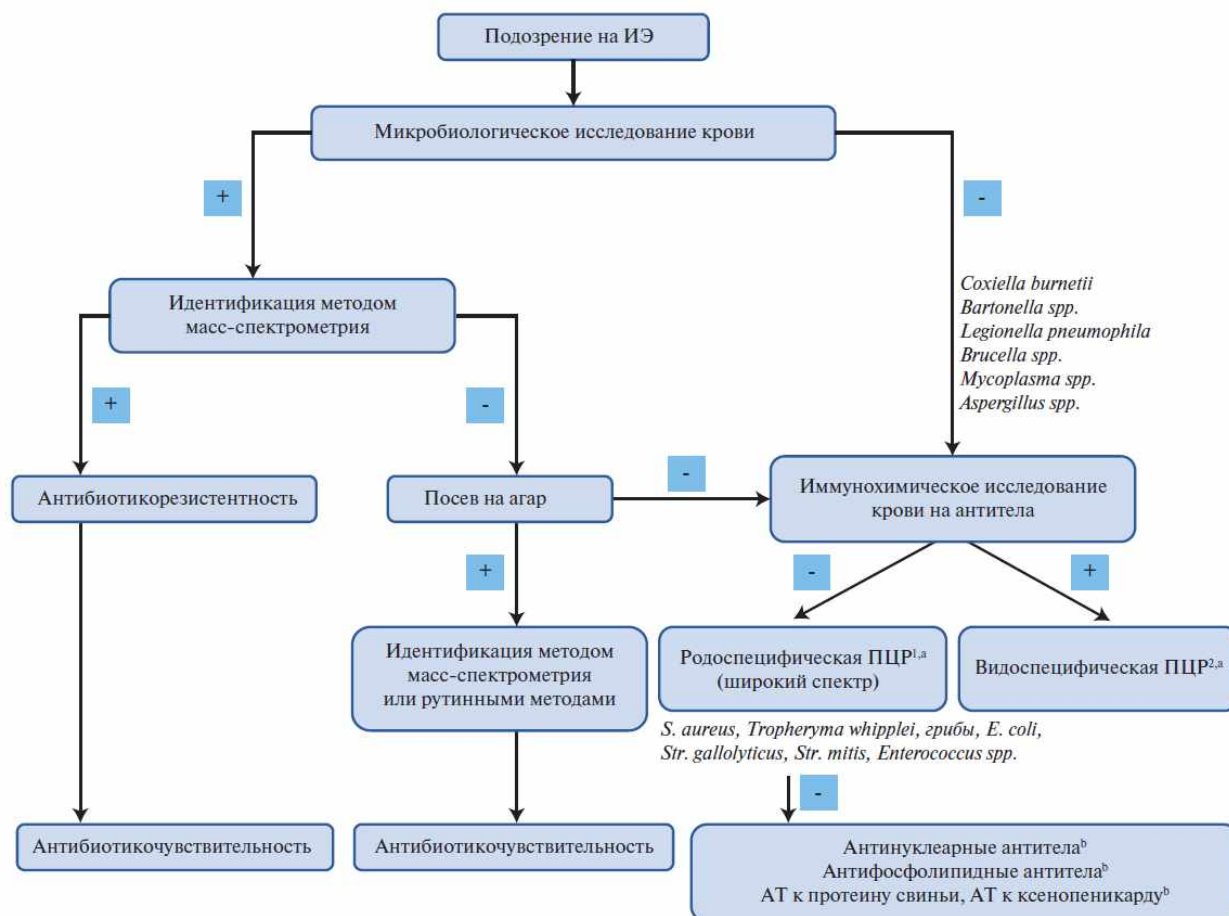 Подозрение на ИЭ
Микробиологическое исследование крови
+
-
Идентификация методом
масс-спектрометрия
Coxiella burnetii
Bartonella spp.
Legionella pneumophila
Brucella spp.
Mycoplasma spp.
Aspergillus spp.
+
-
Антибиотикорезистентность
Посев на агар
-
Иммунохимическое исследование
крови на антитела
+
-
+
Идентификация методом
масс-спектрометрия
или рутинными методами
Родоспецифическая ПЦР1,a
(широкий спектр)
Видоспецифическая ПЦР2,a
S. aureus, Tropheryma whipplei, грибы, E. coli,
Str. gallolyticus, Str. mitis, Enterococcus spp.
-
Антибиотикочувствительность
Антибиотикочувствительность
Антинуклеарные антителаb
Антифосфолипидные антителаb
АТ к протеину свиньи, АТ к ксенопеникардуb